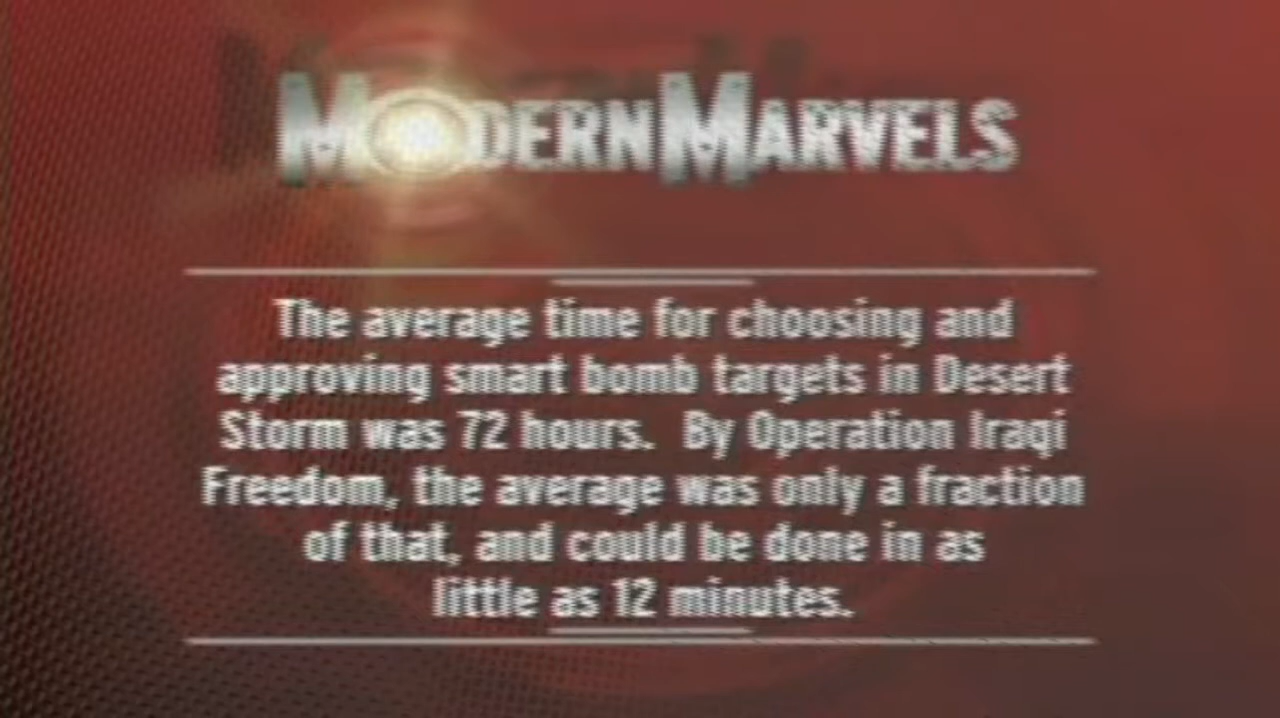 MODERN MARVELS
The average time for choosing and
approving smart bomb targets in Desert
Storm was 72 hours.  By Operation Iraqi
Freedom, the average was only a fraction
of that, and could be done in as
little as 12 minutes.